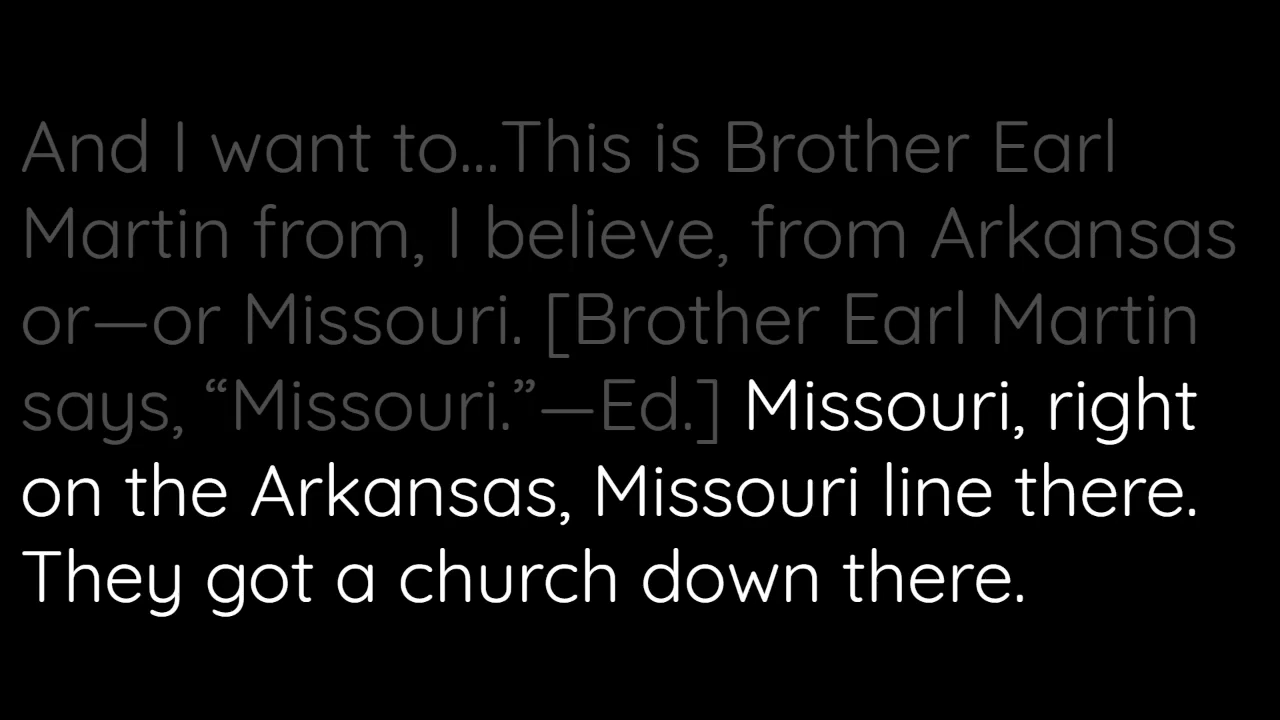 And I want to...This is Brother Earl
Martin from, I believe, from Arkansas
or—or Missouri. [Brother Earl Martin
says, “Missouri.”—Ed.] Missouri, right
on the Arkansas, Missouri line there.
They got a church down there.